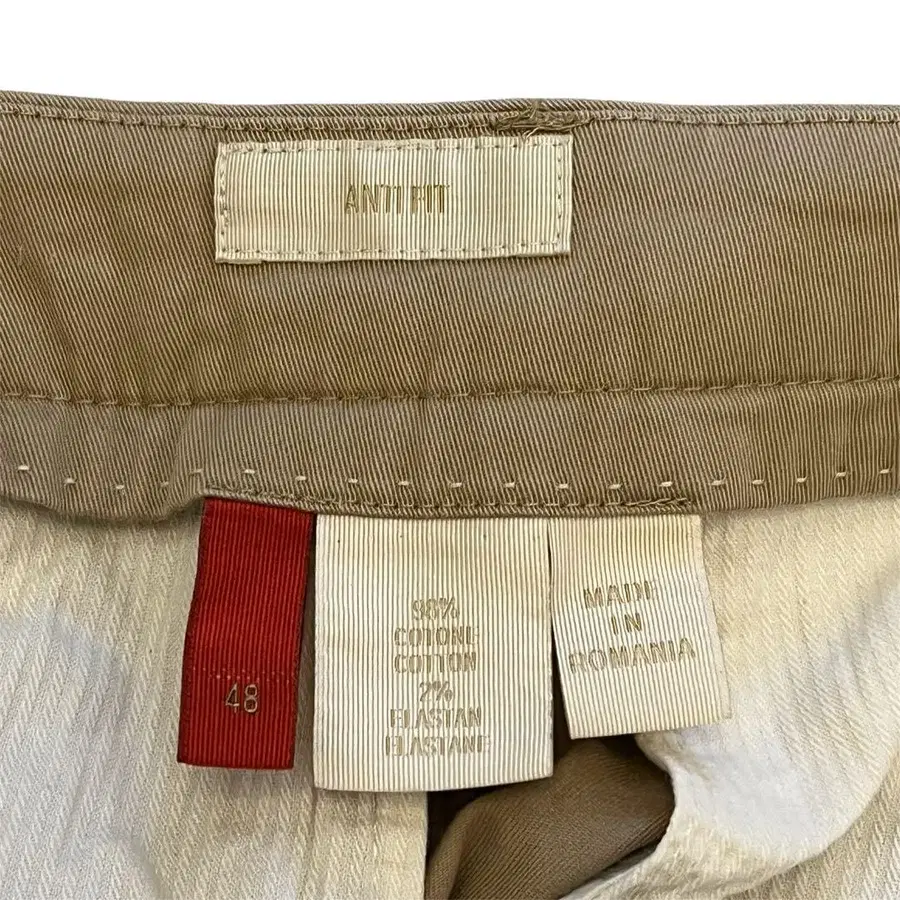 ANTI FIT
48
98%
COTONE
COTTON
2%
ELASTAN
ELASTANE
MADE
IN
ROMANIA